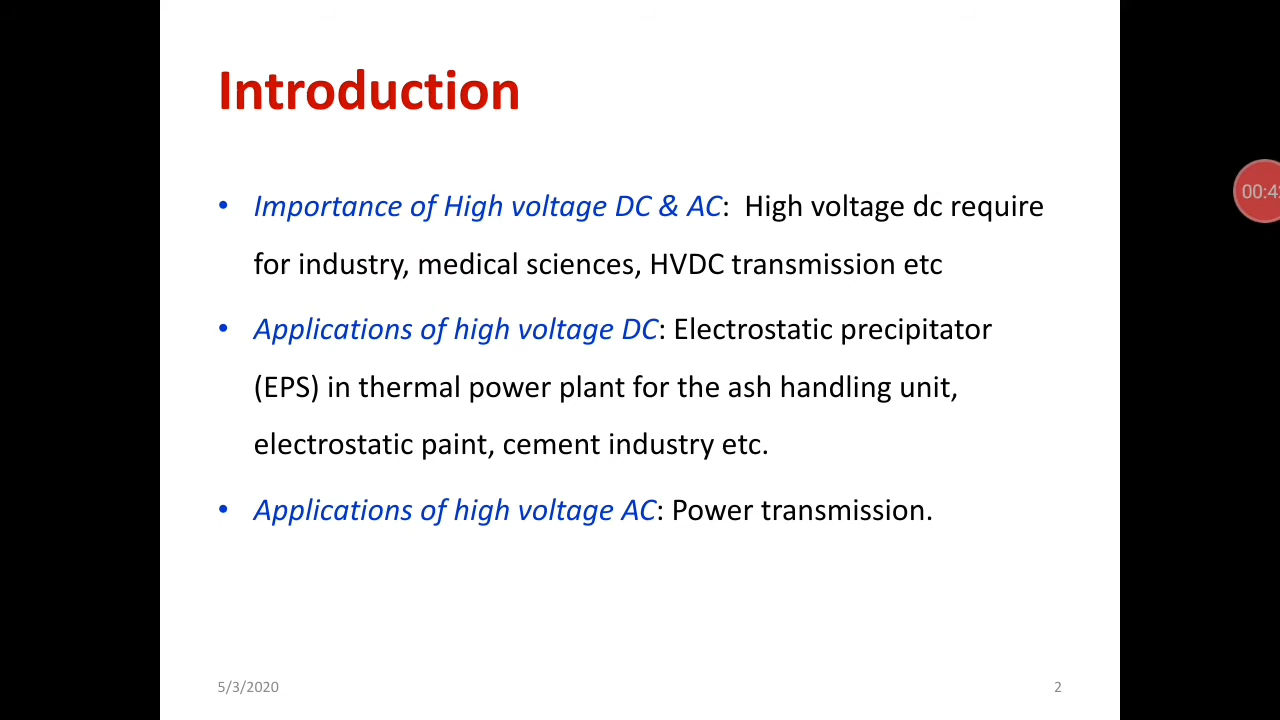 Introduction
• Importance of High voltage DC & AC: High voltage dc require
for industry, medical sciences, HVDC transmission etc
• Applications of high voltage DC: Electrostatic precipitator
(EPS) in thermal power plant for the ash handling unit,
electrostatic paint, cement industry etc.
• Applications of high voltage AC: Power transmission.
5/3/2020
2